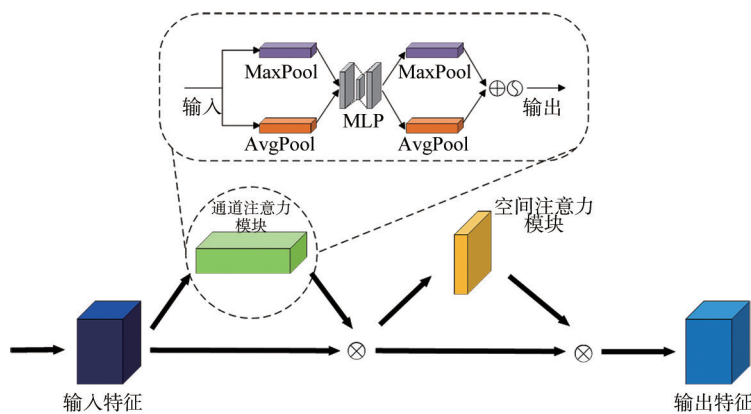 MaxPool
MaxPool
输入
MLP
输出
AvgPool
AvgPool
通道注意力
模块
空间注意力
模块
输入特征
输出特征